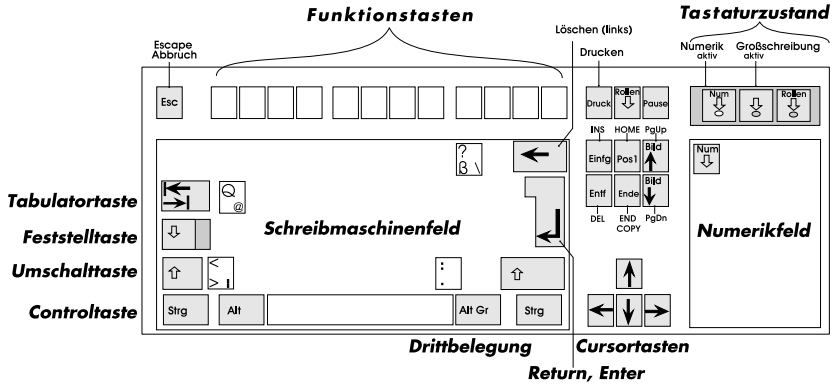 Funktionstasten
Tastaturzustand
Löschen (links)
Escape
Abbruch
Drucken
Numerik
aktiv
Großschreibung
aktiv
Esc
Druck
Rollen
Pause
Num
Rollen
INS HOME PgUp
Einfg Pos1 Bild
Entf Ende Bild
DEL END PgDn
COPY
?
ß \
Num
Tabulatortaste
Q
@
Feststelltaste
Schreibmaschinenfeld
Numerikfeld
Umschalttaste
<
> |
:
.
Controltaste
Strg
Alt
Alt Gr
Strg
Drittbelegung
Cursortasten
Return, Enter